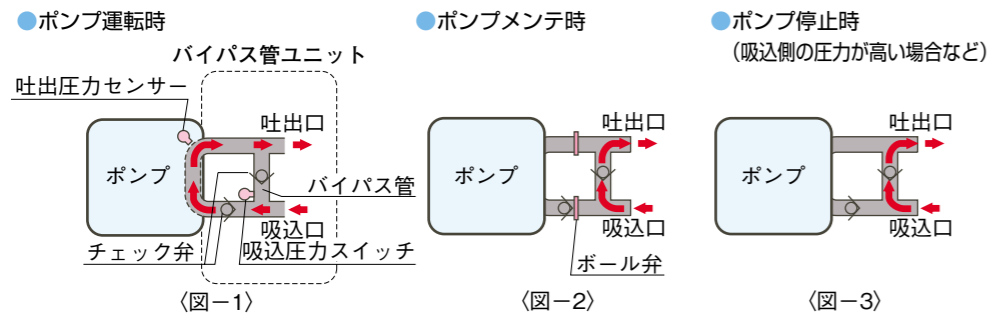 ●ポンプ運転時
バイパス管ユニット
吐出圧力センサー
吐出口
ポンプ
バイパス管
吸込口
チェック弁
吸込圧力スイッチ
〈図−1〉
●ポンプメンテ時
吐出口
ポンプ
吸込口
ボール弁
〈図−2〉
●ポンプ停止時
（吸込側の圧力が高い場合など）
吐出口
ポンプ
吸込口
〈図−3〉